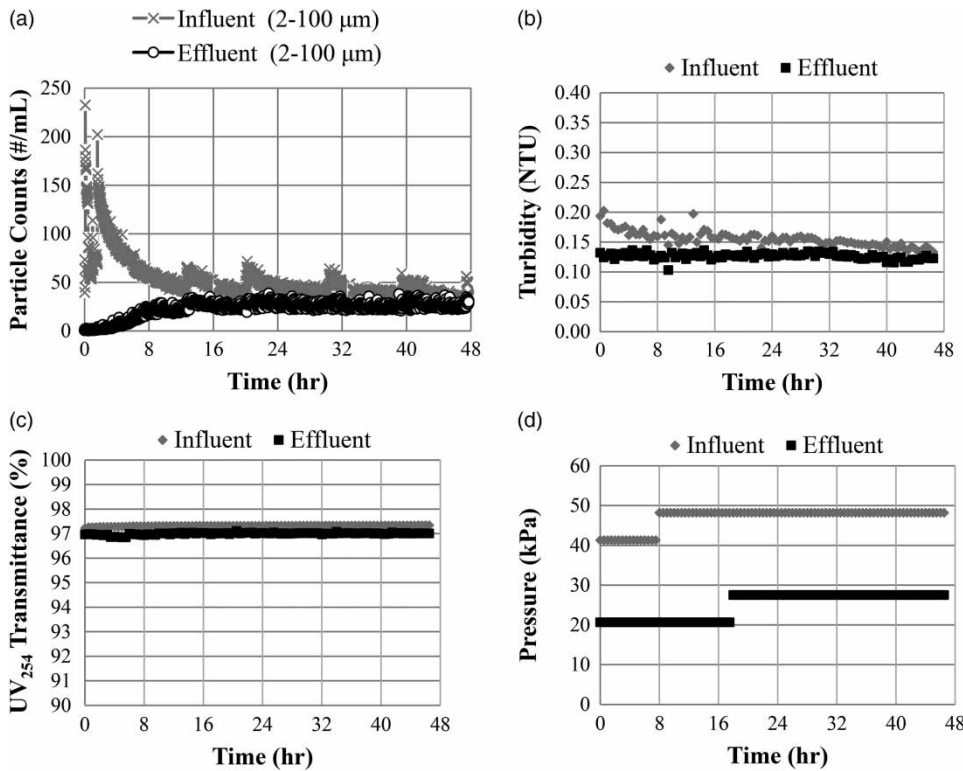 (a)
Influent (2-100 μm)
Effluent (2-100 μm)
Particle Counts (#/mL)
250
200
150
100
50
0
0 8 16 24 32 40 48
Time (hr)
(b)
Influent Effluent
Turbidity (NTU)
0.40
0.35
0.30
0.25
0.20
0.15
0.10
0.05
0.00
0 8 16 24 32 40 48
Time (hr)
(c)
Influent Effluent
UV254 Transmittance (%)
100
99
98
97
96
95
94
93
92
91
90
0 8 16 24 32 40 48
Time (hr)
(d)
Influent Effluent
Pressure (kPa)
60
50
40
30
20
10
0
0 8 16 24 32 40 48
Time (hr)